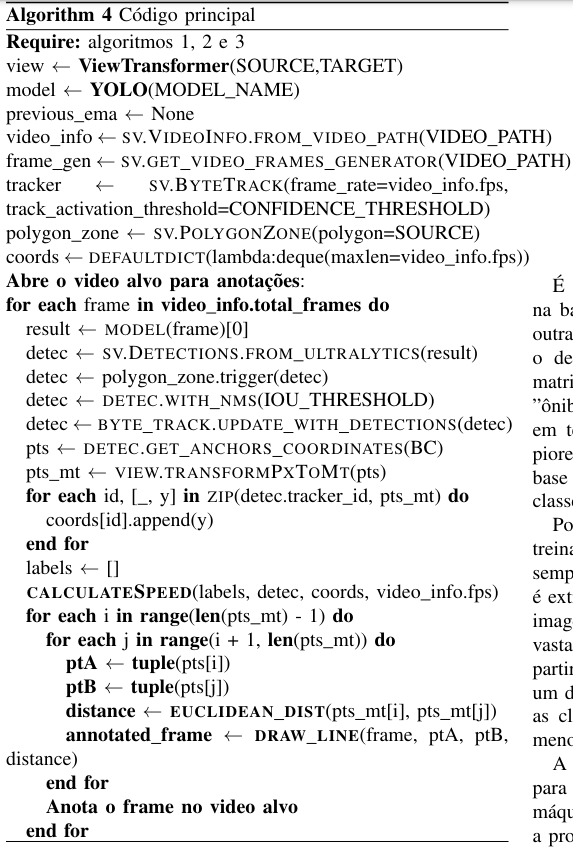 Algorithm 4 Código principal
Require: algoritmos 1, 2 e 3
view ← ViewTransformer(SOURCE,TARGET)
model ← YOLO(MODEL_NAME)
previous_ema ← None
video_info ← SV.VIDEOINFO.FROM_VIDEO_PATH(VIDEO_PATH)
frame_gen ← SV.GET_VIDEO_FRAMES_GENERATOR(VIDEO_PATH)
tracker ← SV.BYTETRACK(frame_rate=video_info.fps,
track_activation_threshold=CONFIDENCE_THRESHOLD)
polygon_zone ← SV.POLYGONZONE(polygon=SOURCE)
coords ← DEFAULTDICT(lambda:deque(maxlen=video_info.fps))
Abre o video alvo para anotações:
for each frame in video_info.total_frames do
result ← MODEL(frame)[0]
detec ← SV.DETECTIONS.FROM_ULTRALYTICS(result)
detec ← polygon_zone.trigger(detec)
detec ← DETEC.WITH_NMS(IOU_THRESHOLD)
detec ← BYTE_TRACK.UPDATE_WITH_DETECTIONS(detec)
pts ← DETEC.GET_ANCHORS_COORDINATES(BC)
pts_mt ← VIEW.TRANSFORMPXTOMT(pts)
for each id, [_, y] in ZIP(detec.tracker_id, pts_mt) do
coords[id].append(y)
end for
labels ← []
CALCULATESPEED(labels, detec, coords, video_info.fps)
for each i in range(len(pts_mt) - 1) do
for each j in range(i + 1, len(pts_mt)) do
ptA ← tuple(pts[i])
ptB ← tuple(pts[j])
distance ← EUCLIDEAN_DIST(pts_mt[i], pts_mt[j])
annotated_frame ← DRAW_LINE(frame, ptA, ptB,
distance)
end for
Anota o frame no video alvo
end for
É
na ba
outra
o de
matri
"ônib
em te
piore
base
classe
Po
treina
semp
é extr
imag
vasta
partir
um d
as cl
meno
A
para
máqu
a pro